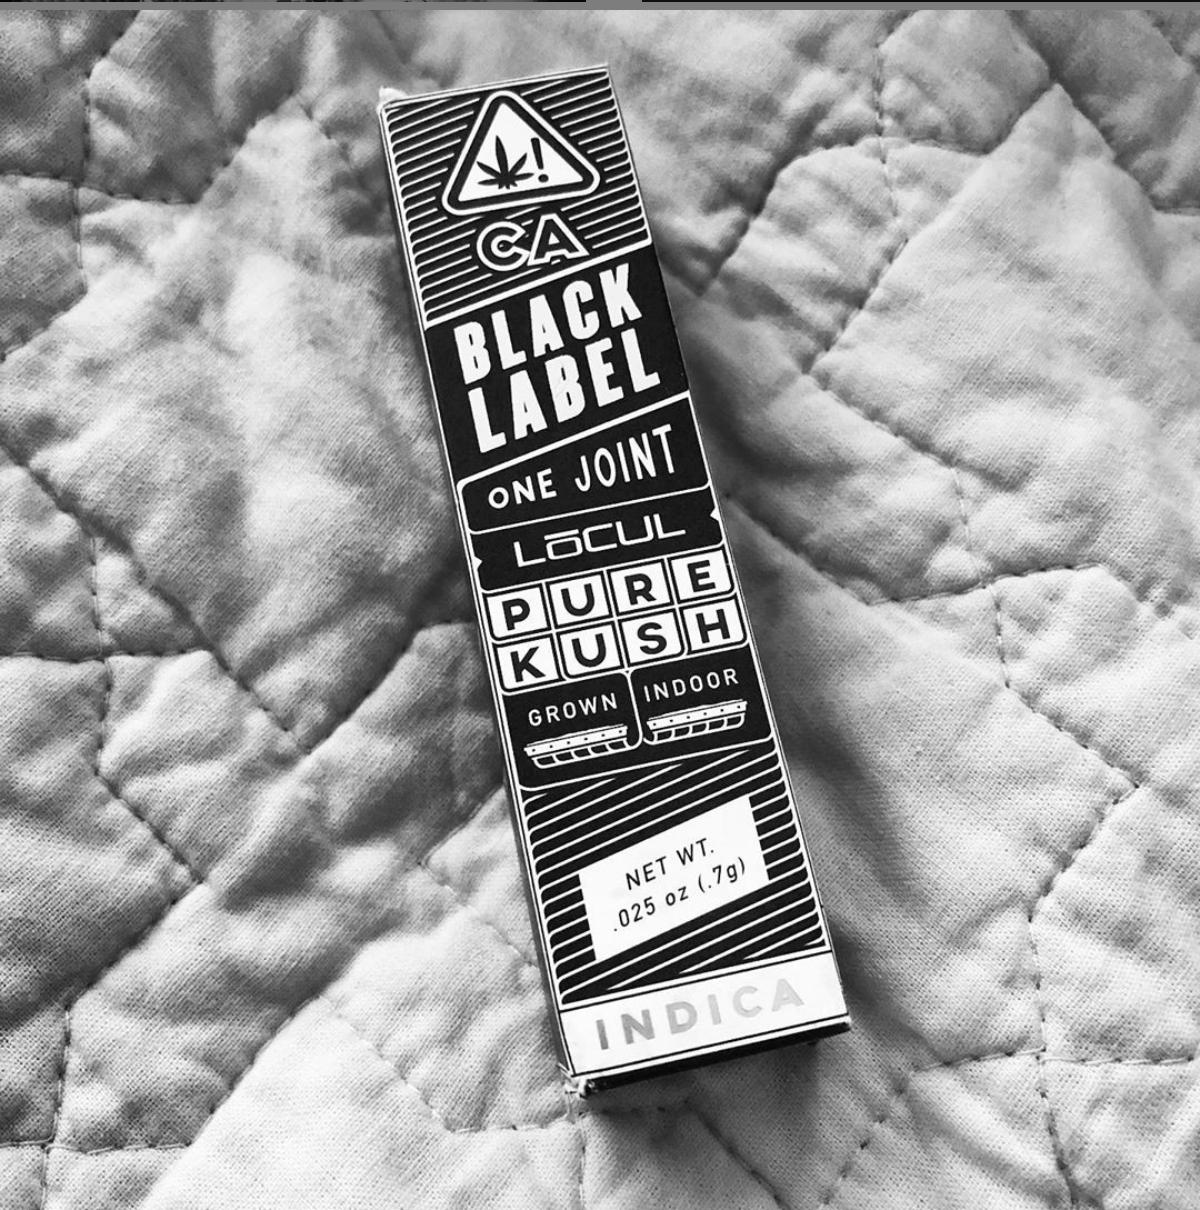 !
CA
BLACK
LABEL
ONE JOINT
LōCUL
PURE
KUSH
GROWN INDOOR
NET WT.
.025 oz (.7g)
INDICA